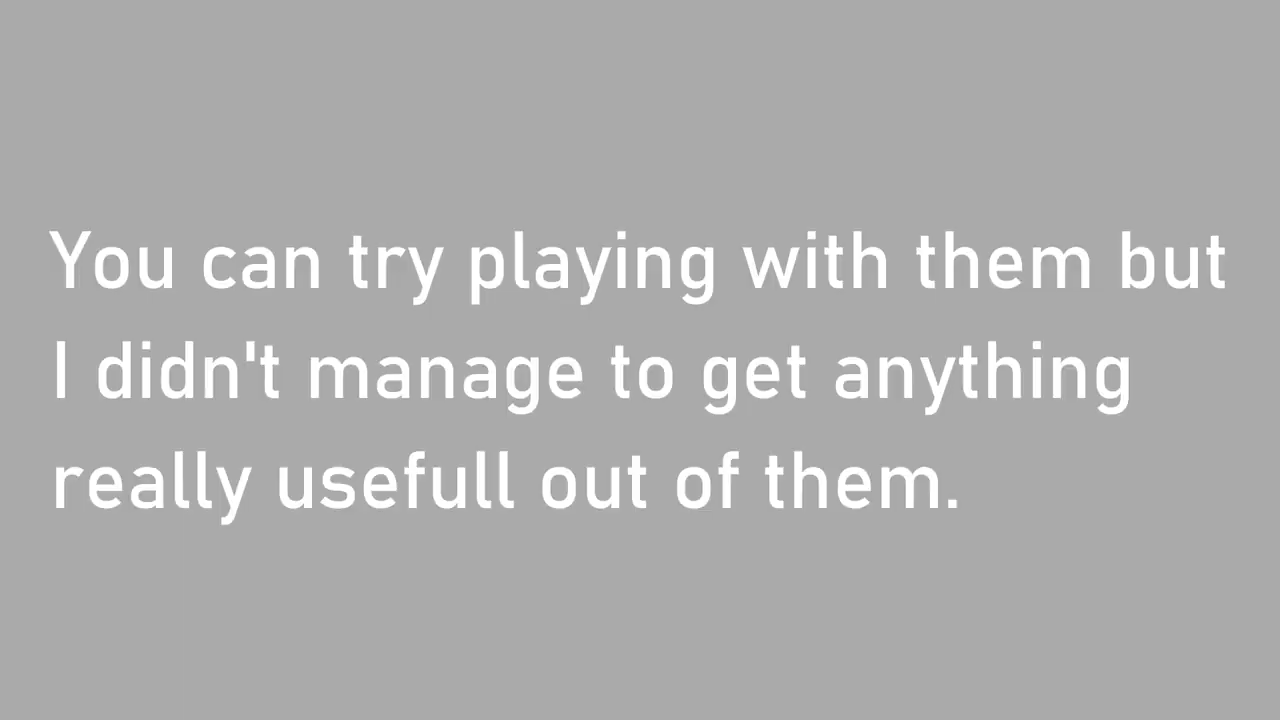 You can try playing with them but
I didn't manage to get anything
really usefull out of them.